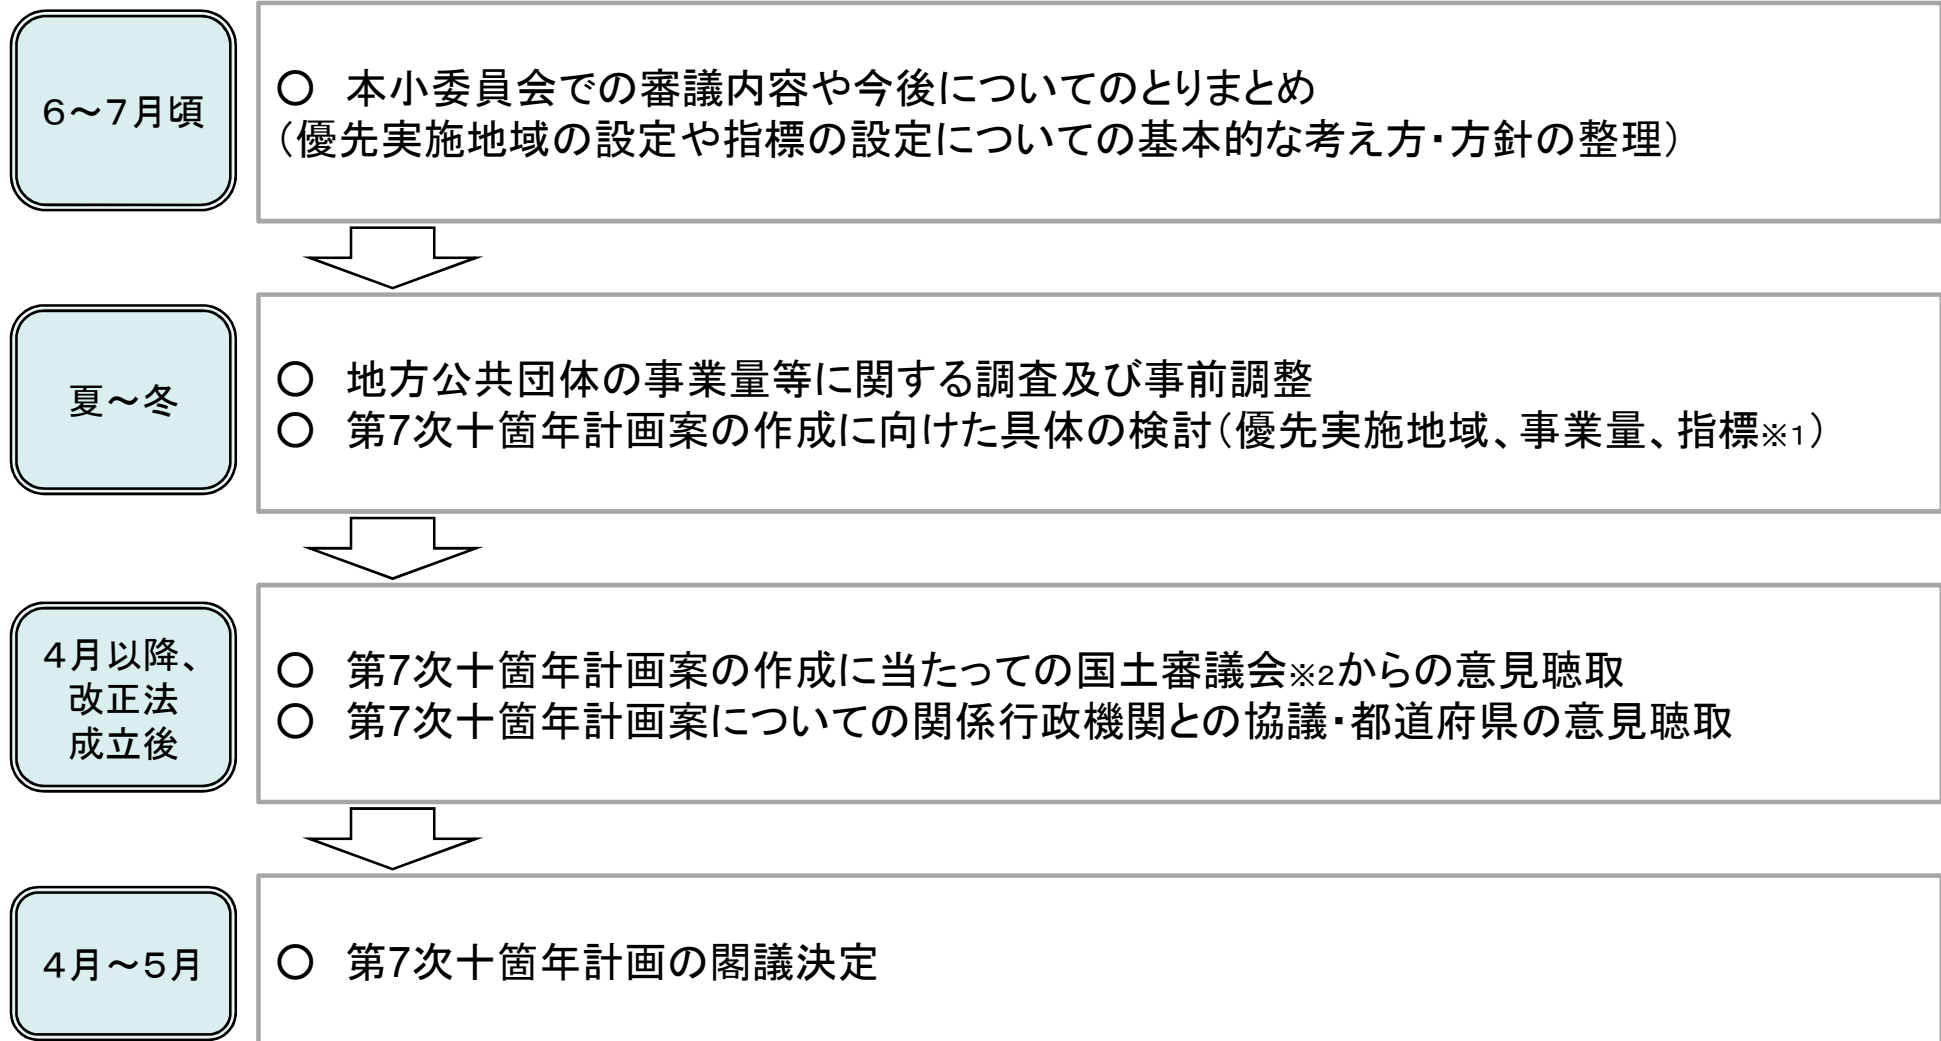 6～7月頃
○ 本小委員会での審議内容や今後についてのとりまとめ
（優先実施地域の設定や指標の設定についての基本的な考え方・方針の整理）
夏～冬
○ 地方公共団体の事業量等に関する調査及び事前調整
○ 第7次十箇年計画案の作成に向けた具体の検討（優先実施地域、事業量、指標※1）
4月以降、
改正法
成立後
○ 第7次十箇年計画案の作成に当たっての国土審議会※2からの意見聴取
○ 第7次十箇年計画案についての関係行政機関との協議・都道府県の意見聴取
4月～5月
○ 第7次十箇年計画の閣議決定